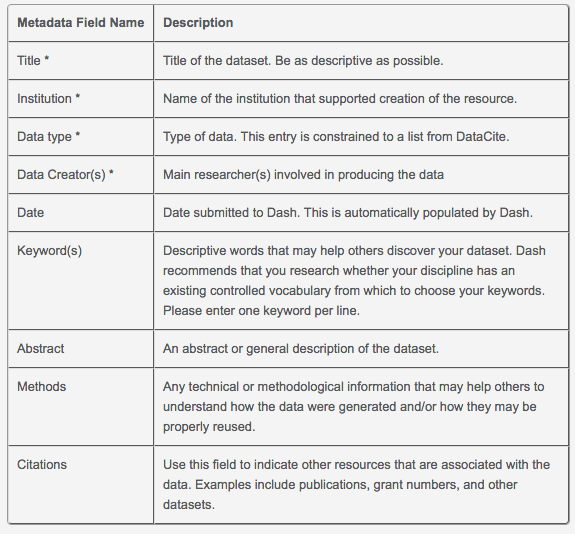 Metadata Field Name Description
Title * Title of the dataset. Be as descriptive as possible.
Institution * Name of the institution that supported creation of the resource.
Data type * Type of data. This entry is constrained to a list from DataCite.
Data Creator(s) * Main researcher(s) involved in producing the data
Date Date submitted to Dash. This is automatically populated by Dash.
Keyword(s) Descriptive words that may help others discover your dataset. Dash
recommends that you research whether your discipline has an
existing controlled vocabulary from which to choose your keywords.
Please enter one keyword per line.
Abstract An abstract or general description of the dataset.
Methods Any technical or methodological information that may help others to
understand how the data were generated and/or how they may be
properly reused.
Citations Use this field to indicate other resources that are associated with the
data. Examples include publications, grant numbers, and other
datasets.